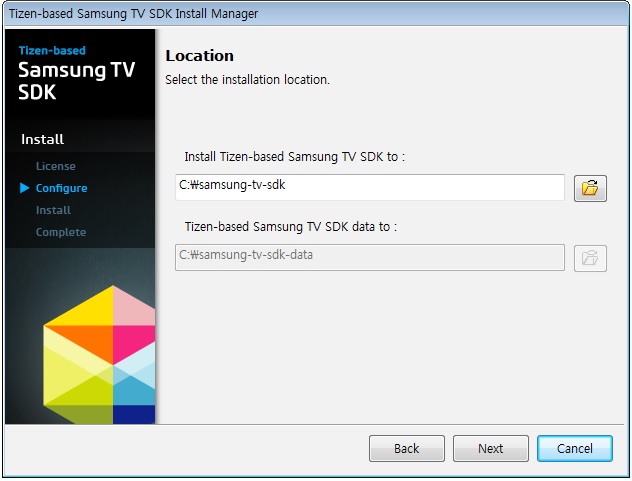 Tizen-based Samsung TV SDK Install Manager
Tizen-based
Samsung TV
SDK
Install
License
Configure
Install
Complete
Location
Select the installation location.
Install Tizen-based Samsung TV SDK to :
C:₩samsung-tv-sdk
Tizen-based Samsung TV SDK data to :
C:₩samsung-tv-sdk-data
Back
Next
Cancel